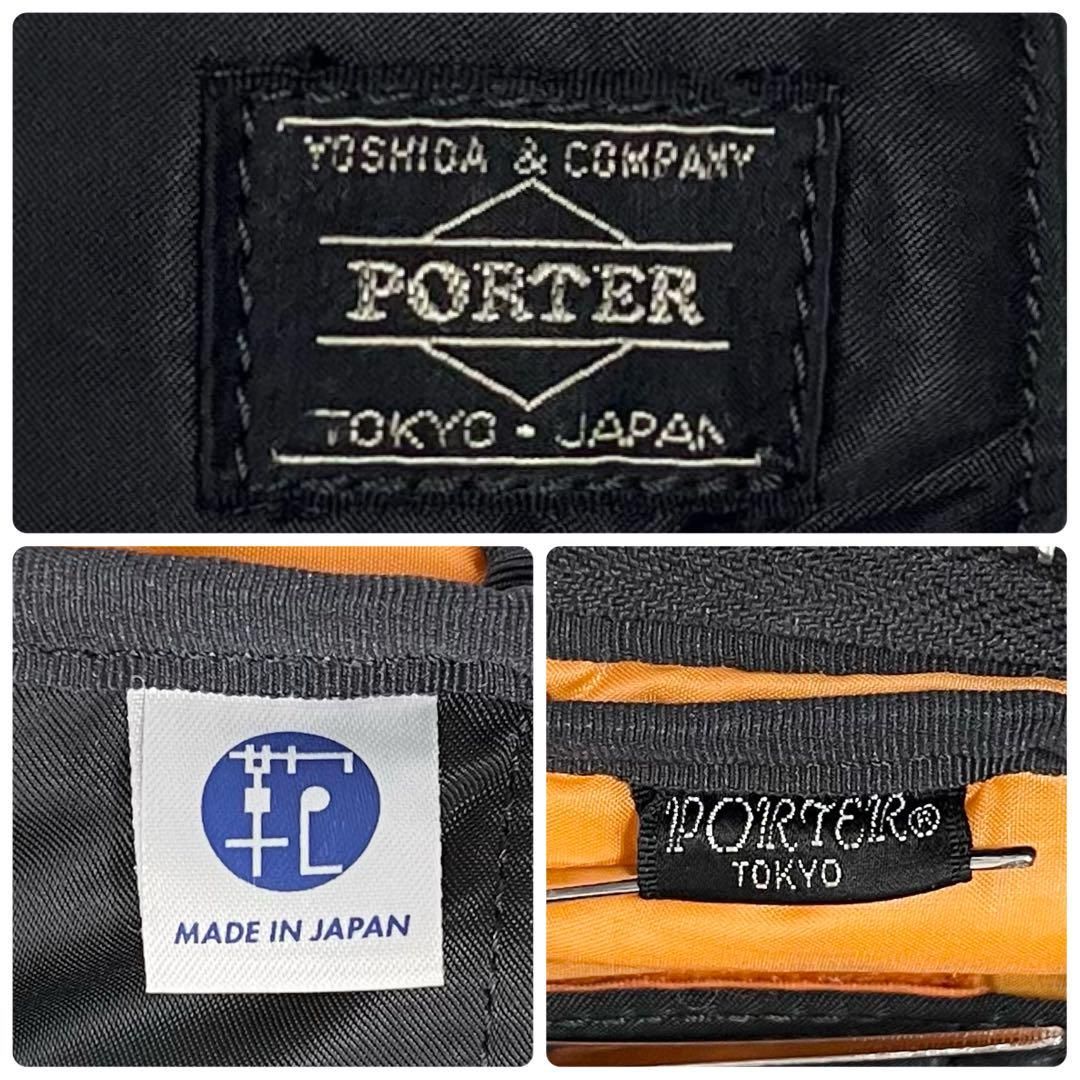 YOSHIDA & COMPANY
PORTER
TOKYO • JAPAN
MADE IN JAPAN
PORTER®
TOKYO